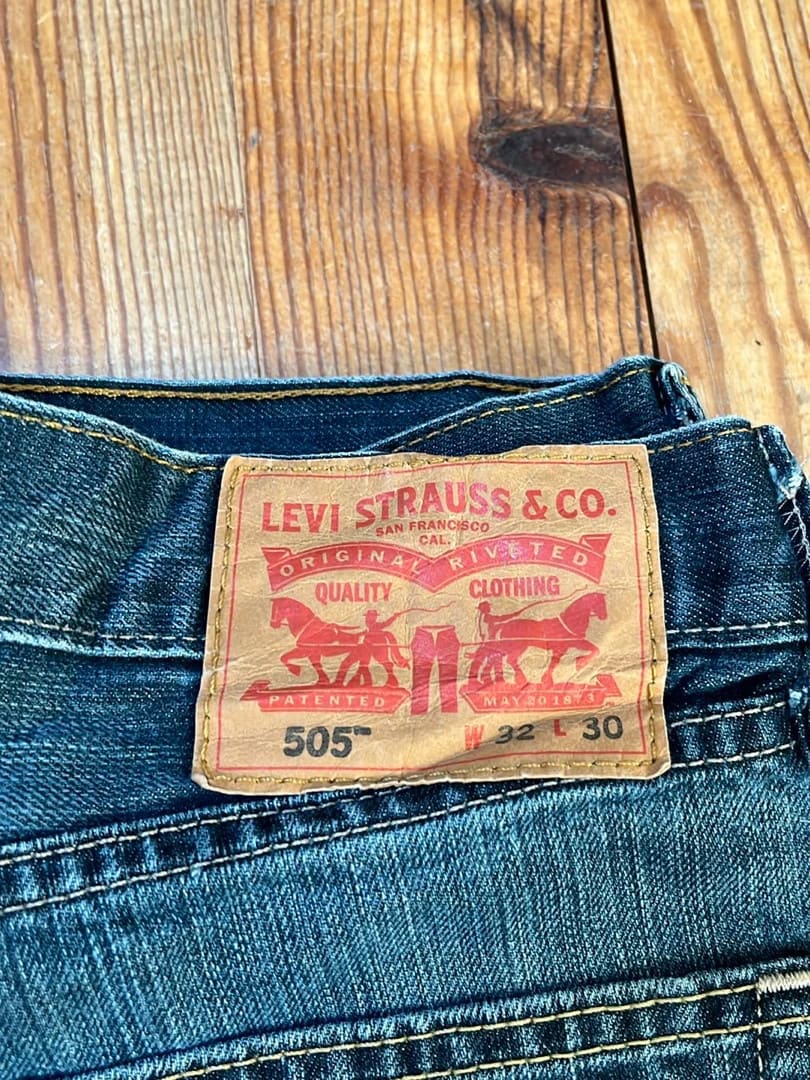 LEVI STRAUSS & CO.
SAN FRANCISCO
CAL.
ORIGINAL RIVETED
QUALITY CLOTHING
PATENTED MAY 20 1873
505™ W 32 L 30